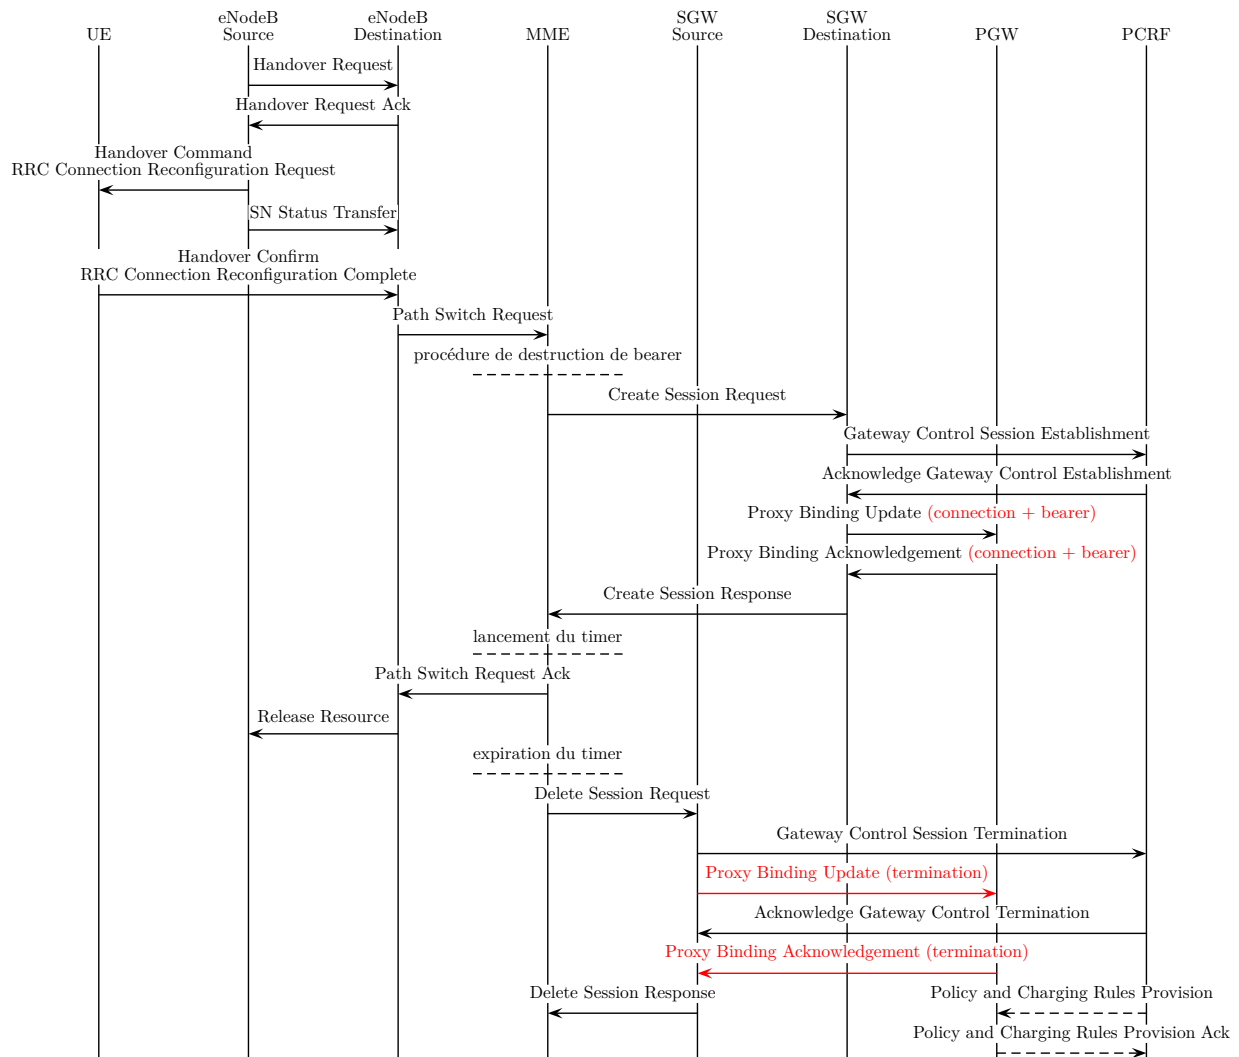 UE
eNodeB
Source
eNodeB
Destination
MME
SGW
Source
SGW
Destination
PGW
PCRF
Handover Request
Handover Request Ack
Handover Command
RRC Connection Reconfiguration Request
SN Status Transfer
Handover Confirm
RRC Connection Reconfiguration Complete
Path Switch Request
procédure de destruction de bearer
Create Session Request
Gateway Control Session Establishment
Acknowledge Gateway Control Establishment
Proxy Binding Update (connection + bearer)
Proxy Binding Acknowledgement (connection + bearer)
Create Session Response
lancement du timer
Path Switch Request Ack
Release Resource
expiration du timer
Delete Session Request
Gateway Control Session Termination
Proxy Binding Update (termination)
Acknowledge Gateway Control Termination
Proxy Binding Acknowledgement (termination)
Delete Session Response
Policy and Charging Rules Provision
Policy and Charging Rules Provision Ack